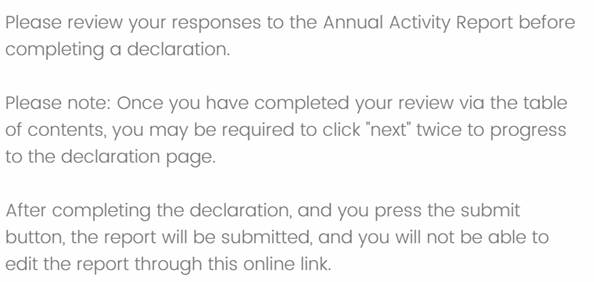 Please review your responses to the Annual Activity Report before
completing a declaration.
Please note: Once you have completed your review via the table
of contents, you may be required to click "next" twice to progress
to the declaration page.
After completing the declaration, and you press the submit
button, the report will be submitted, and you will not be able to
edit the report through this online link.